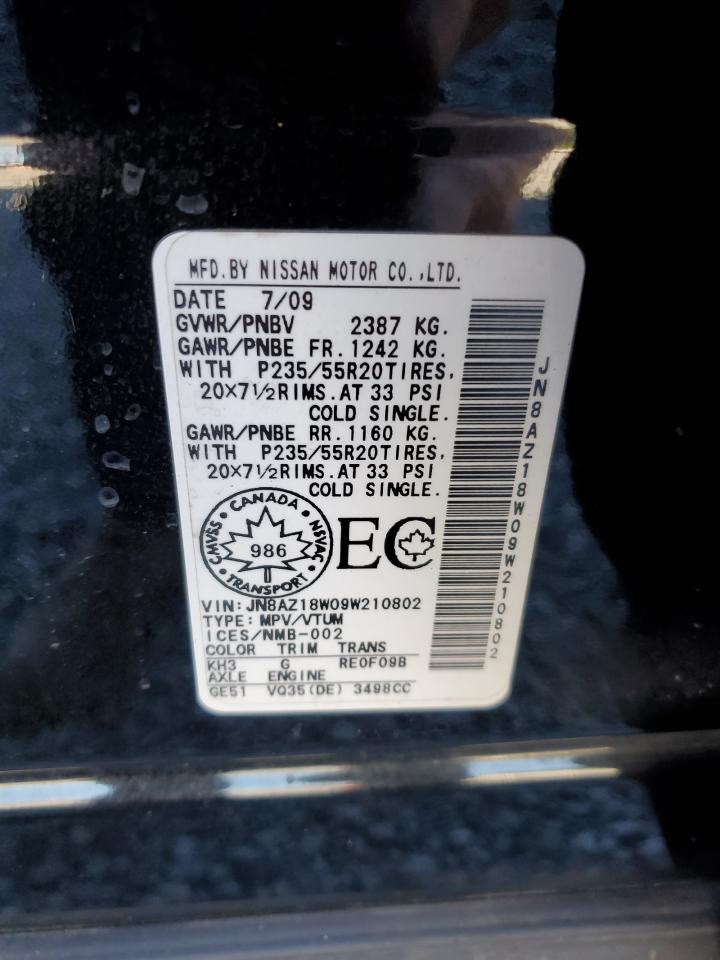 MFD.BY NISSAN MOTOR CO.,LTD.
DATE 7/09
GVWR/PNBV 2387 KG.
GAWR/PNBE FR.1242 KG.
WITH P235/55R20TIRES,
20×7½RIMS.AT 33 PSI
COLD SINGLE.
GAWR/PNBE RR.1160 KG.
WITH P235/55R20TIRES,
20×7½RIMS.AT 33 PSI
COLD SINGLE.
CANADA
CMVSS NSVAC
986
TRANSPORT
EC
VIN: JN8AZ18W09W210802
TYPE: MPV/VTUM
ICES/NMB-002
COLOR TRIM TRANS
KH3 G RE0F09B
AXLE ENGINE
GE51 VQ35(DE) 3498CC
JN8AZ18W09W210802